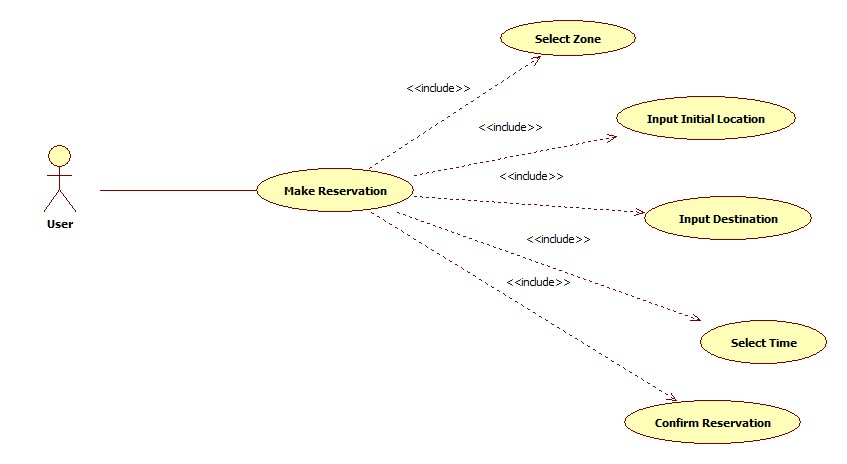 Select Zone
<<include>>
Input Initial Location
<<include>>
<<include>>
Make Reservation
Input Destination
User
<<include>>
<<include>>
Select Time
Confirm Reservation